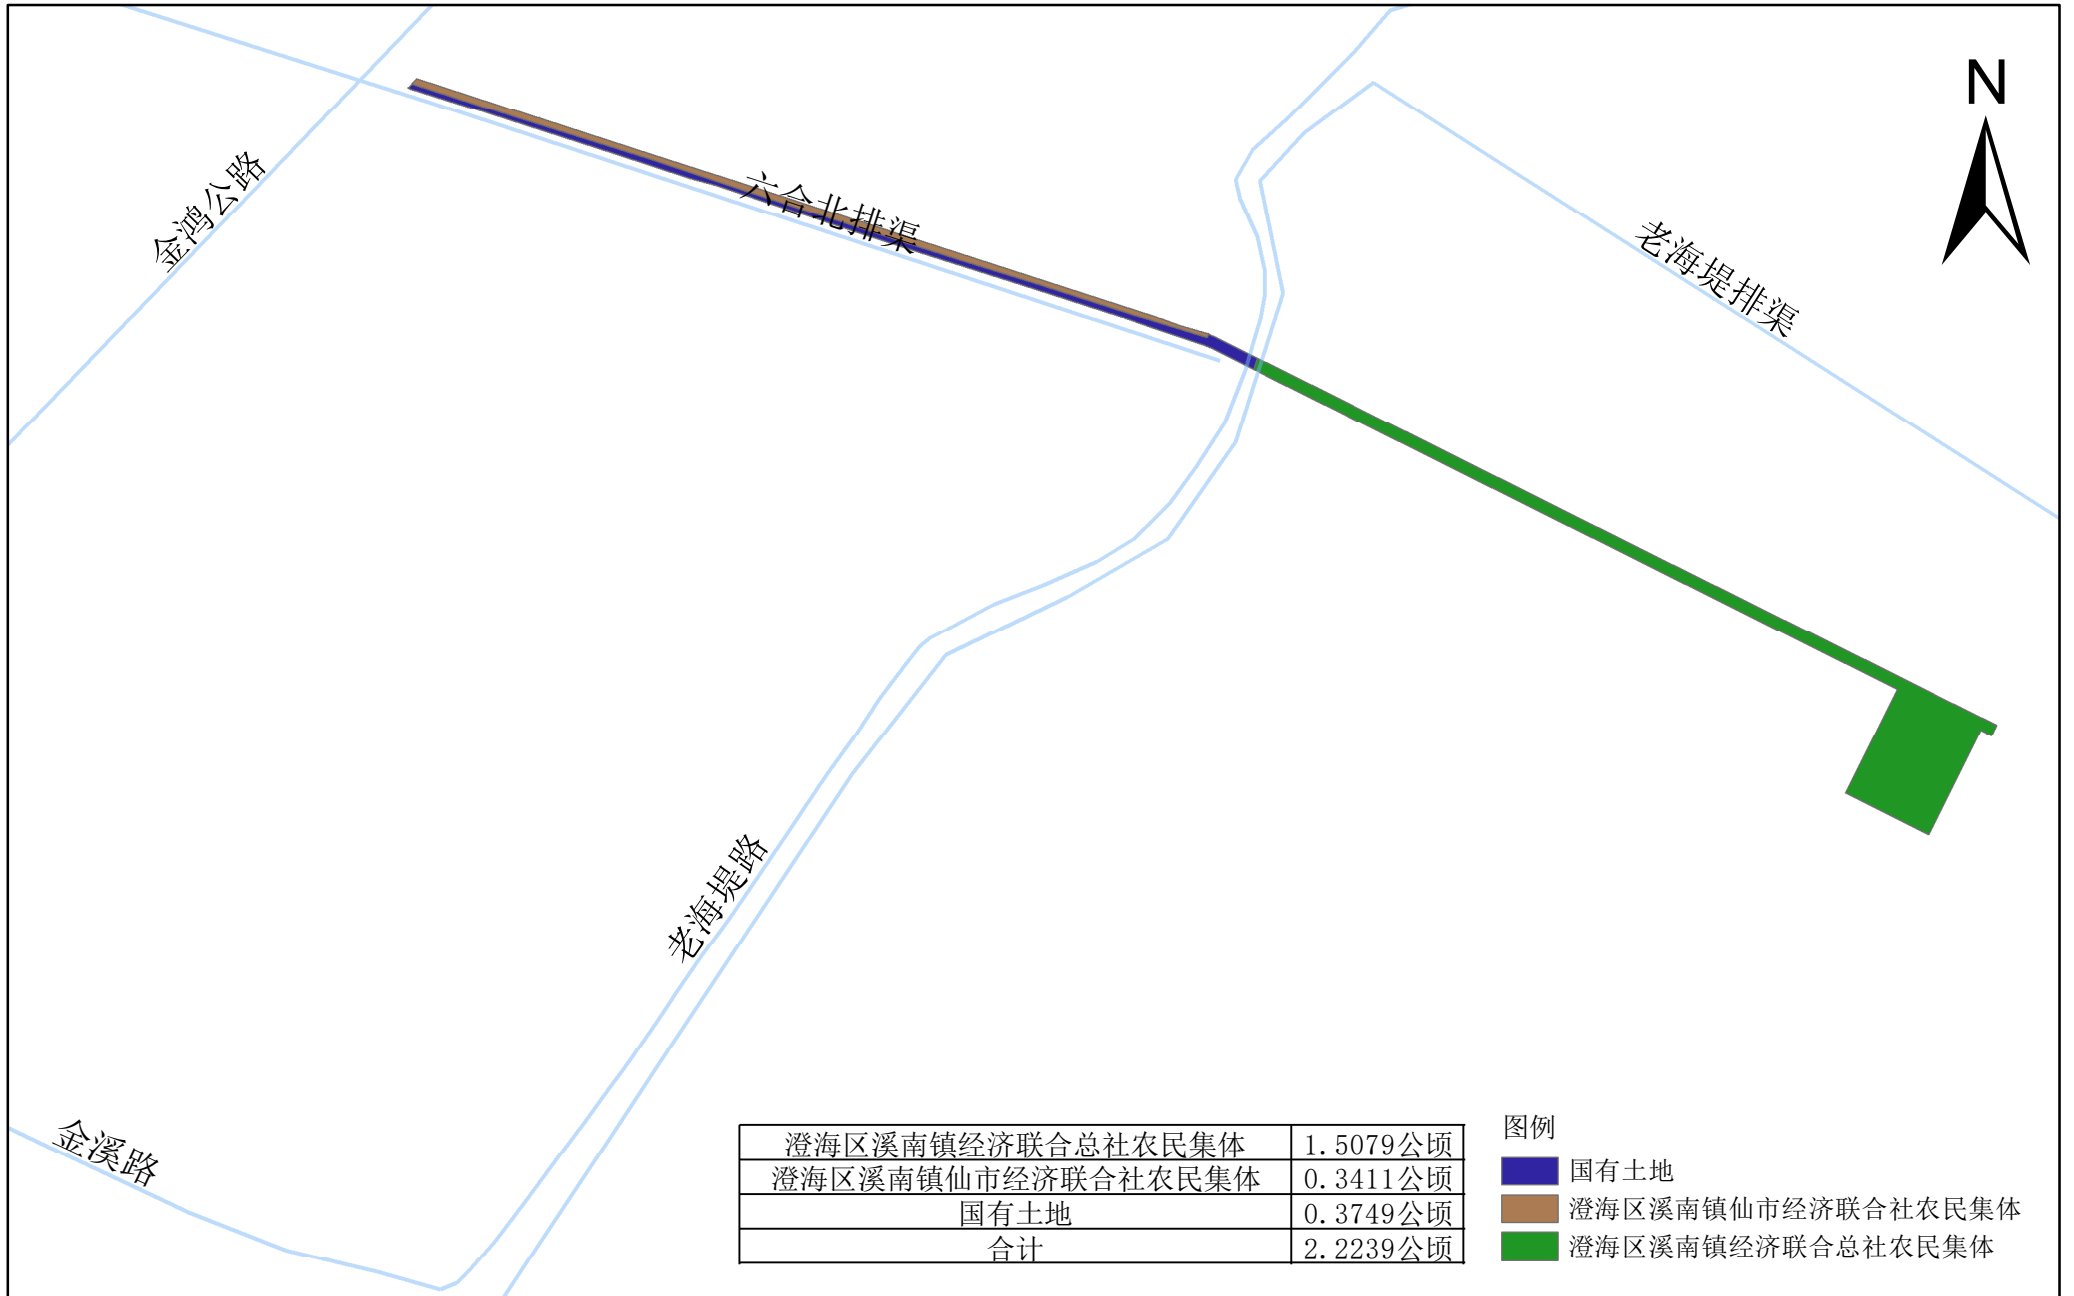 N
金鸿公路
六合北排渠
老海堤排渠
老海堤路
金溪路
澄海区溪南镇经济联合总社农民集体 1.5079公顷
澄海区溪南镇仙市经济联合社农民集体 0.3411公顷
国有土地 0.3749公顷
合计 2.2239公顷
图例
国有土地
澄海区溪南镇仙市经济联合社农民集体
澄海区溪南镇经济联合总社农民集体